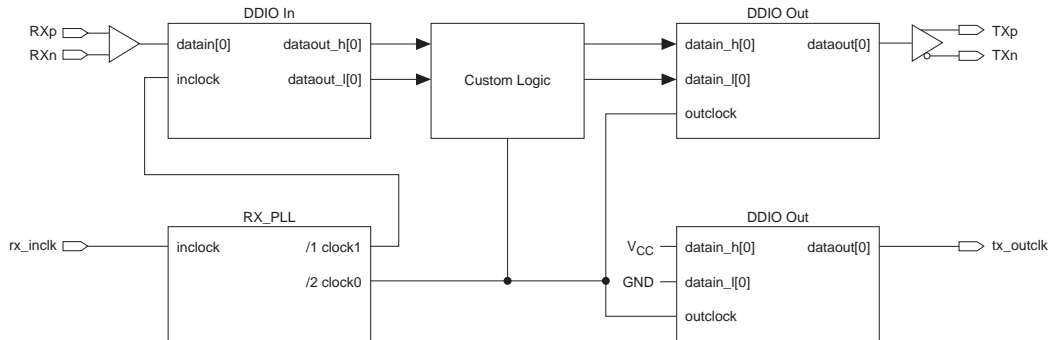 DDIO In
DDIO Out
RXp
RXn
datain[0]
dataout_h[0]
inclock
dataout_l[0]
Custom Logic
datain_h[0]
dataout[0]
datain_l[0]
outclock
TXp
TXn
RX_PLL
DDIO Out
rx_inclk
inclock
/1 clock1
/2 clock0
VCC
GND
datain_h[0]
dataout[0]
datain_l[0]
outclock
tx_outclk